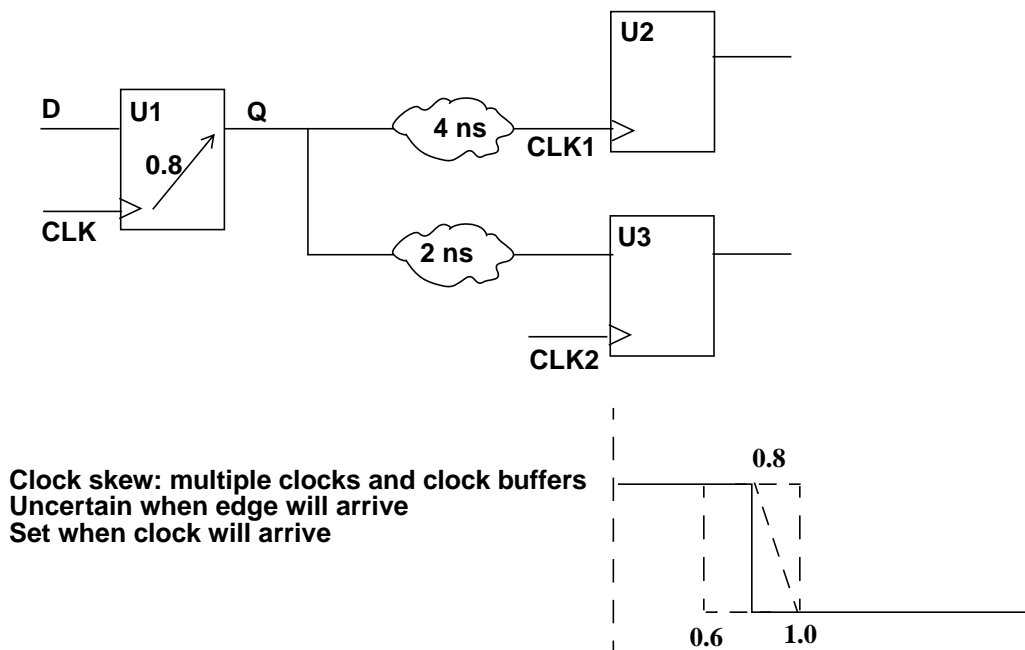 U2
D
U1
Q
4 ns
0.8
CLK1
CLK
U3
2 ns
CLK2
Clock skew: multiple clocks and clock buffers
Uncertain when edge will arrive
Set when clock will arrive
0.8
0.6
1.0